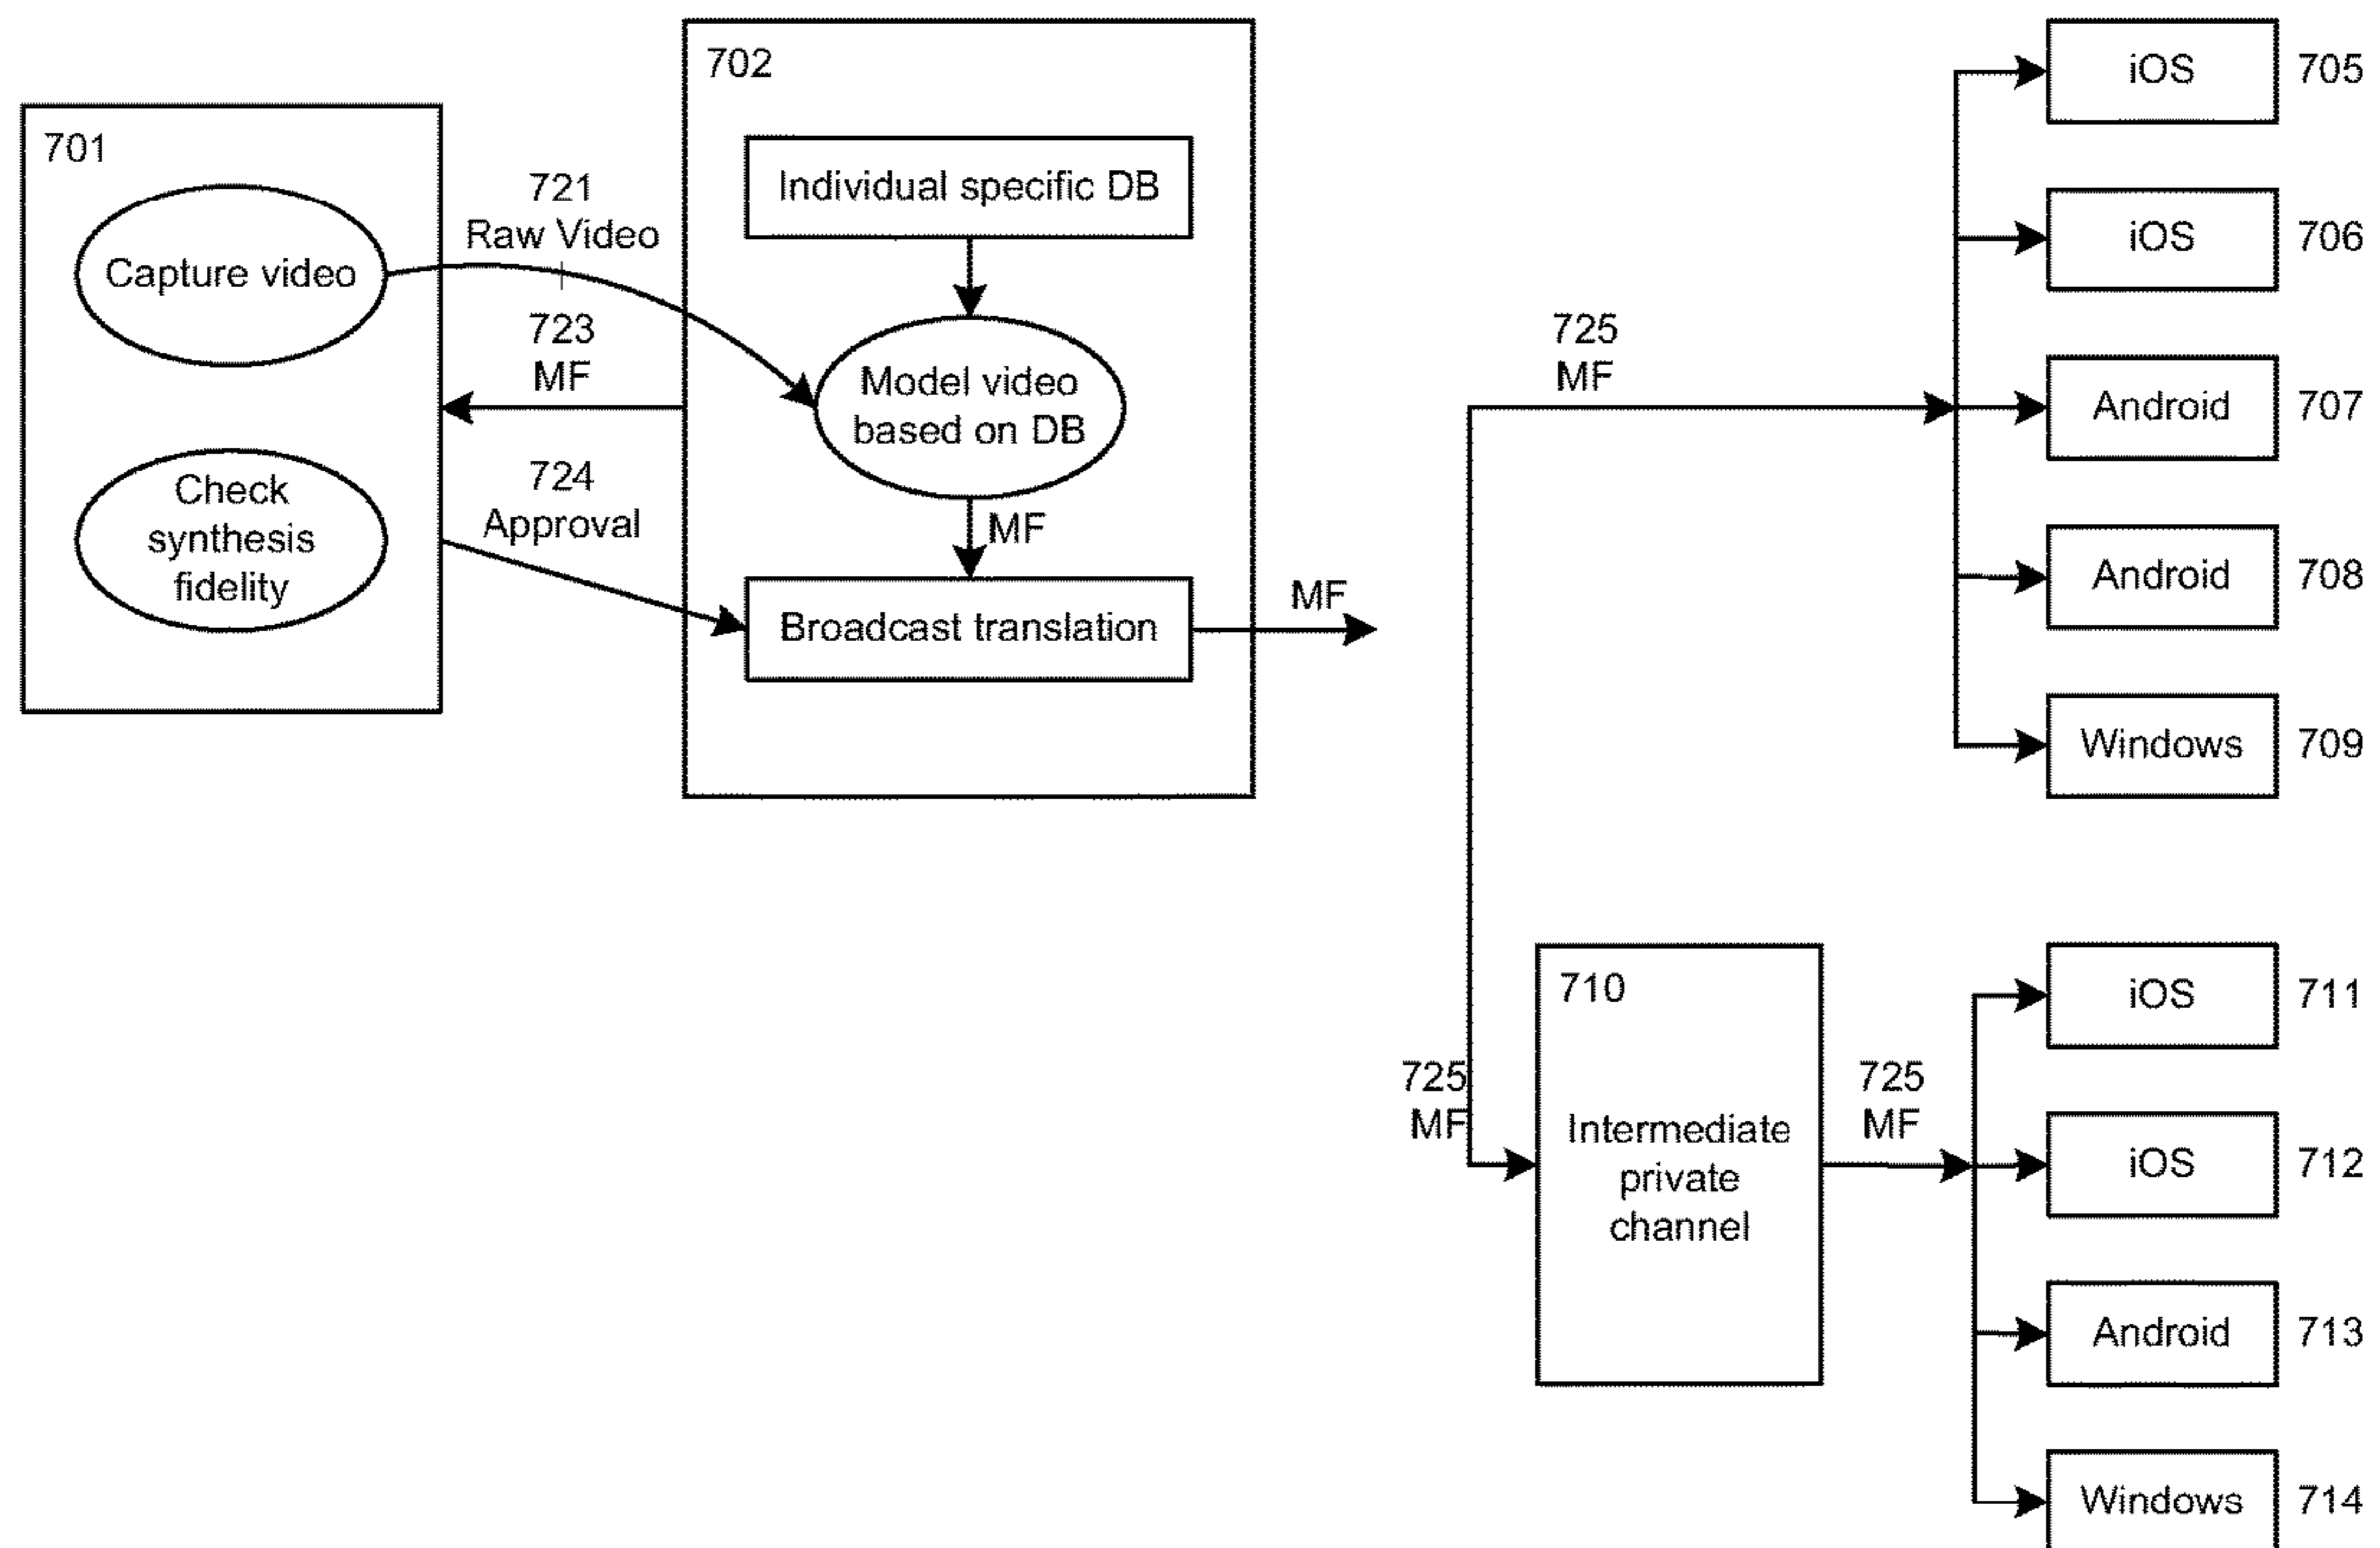 701
Capture video
Check
synthesis
fidelity
721
Raw Video
723
MF
724
Approval
702
Individual specific DB
Model video
based on DB
MF
Broadcast translation
MF
725
MF
iOS 705
iOS 706
Android 707
Android 708
Windows 709
725
MF
710
Intermediate
private
channel
725
MF
iOS 711
iOS 712
Android 713
Windows 714